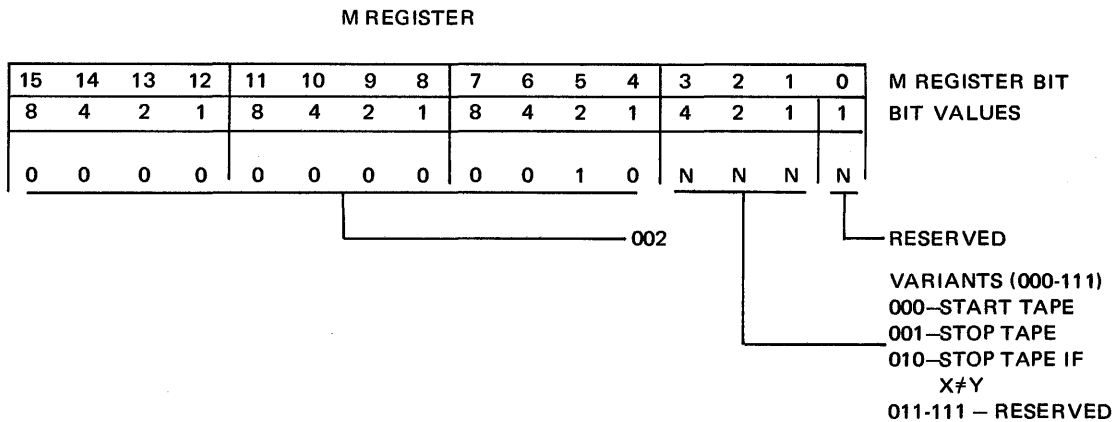 M REGISTER
15 14 13 12 11 10 9 8 7 6 5 4 3 2 1 0 M REGISTER BIT
8 4 2 1 8 4 2 1 8 4 2 1 4 2 1 1 BIT VALUES
0 0 0 0 0 0 0 0 0 0 1 0 N N N N
002
RESERVED
VARIANTS (000-111)
000—START TAPE
001—STOP TAPE
010—STOP TAPE IF
X≠Y
011-111 — RESERVED